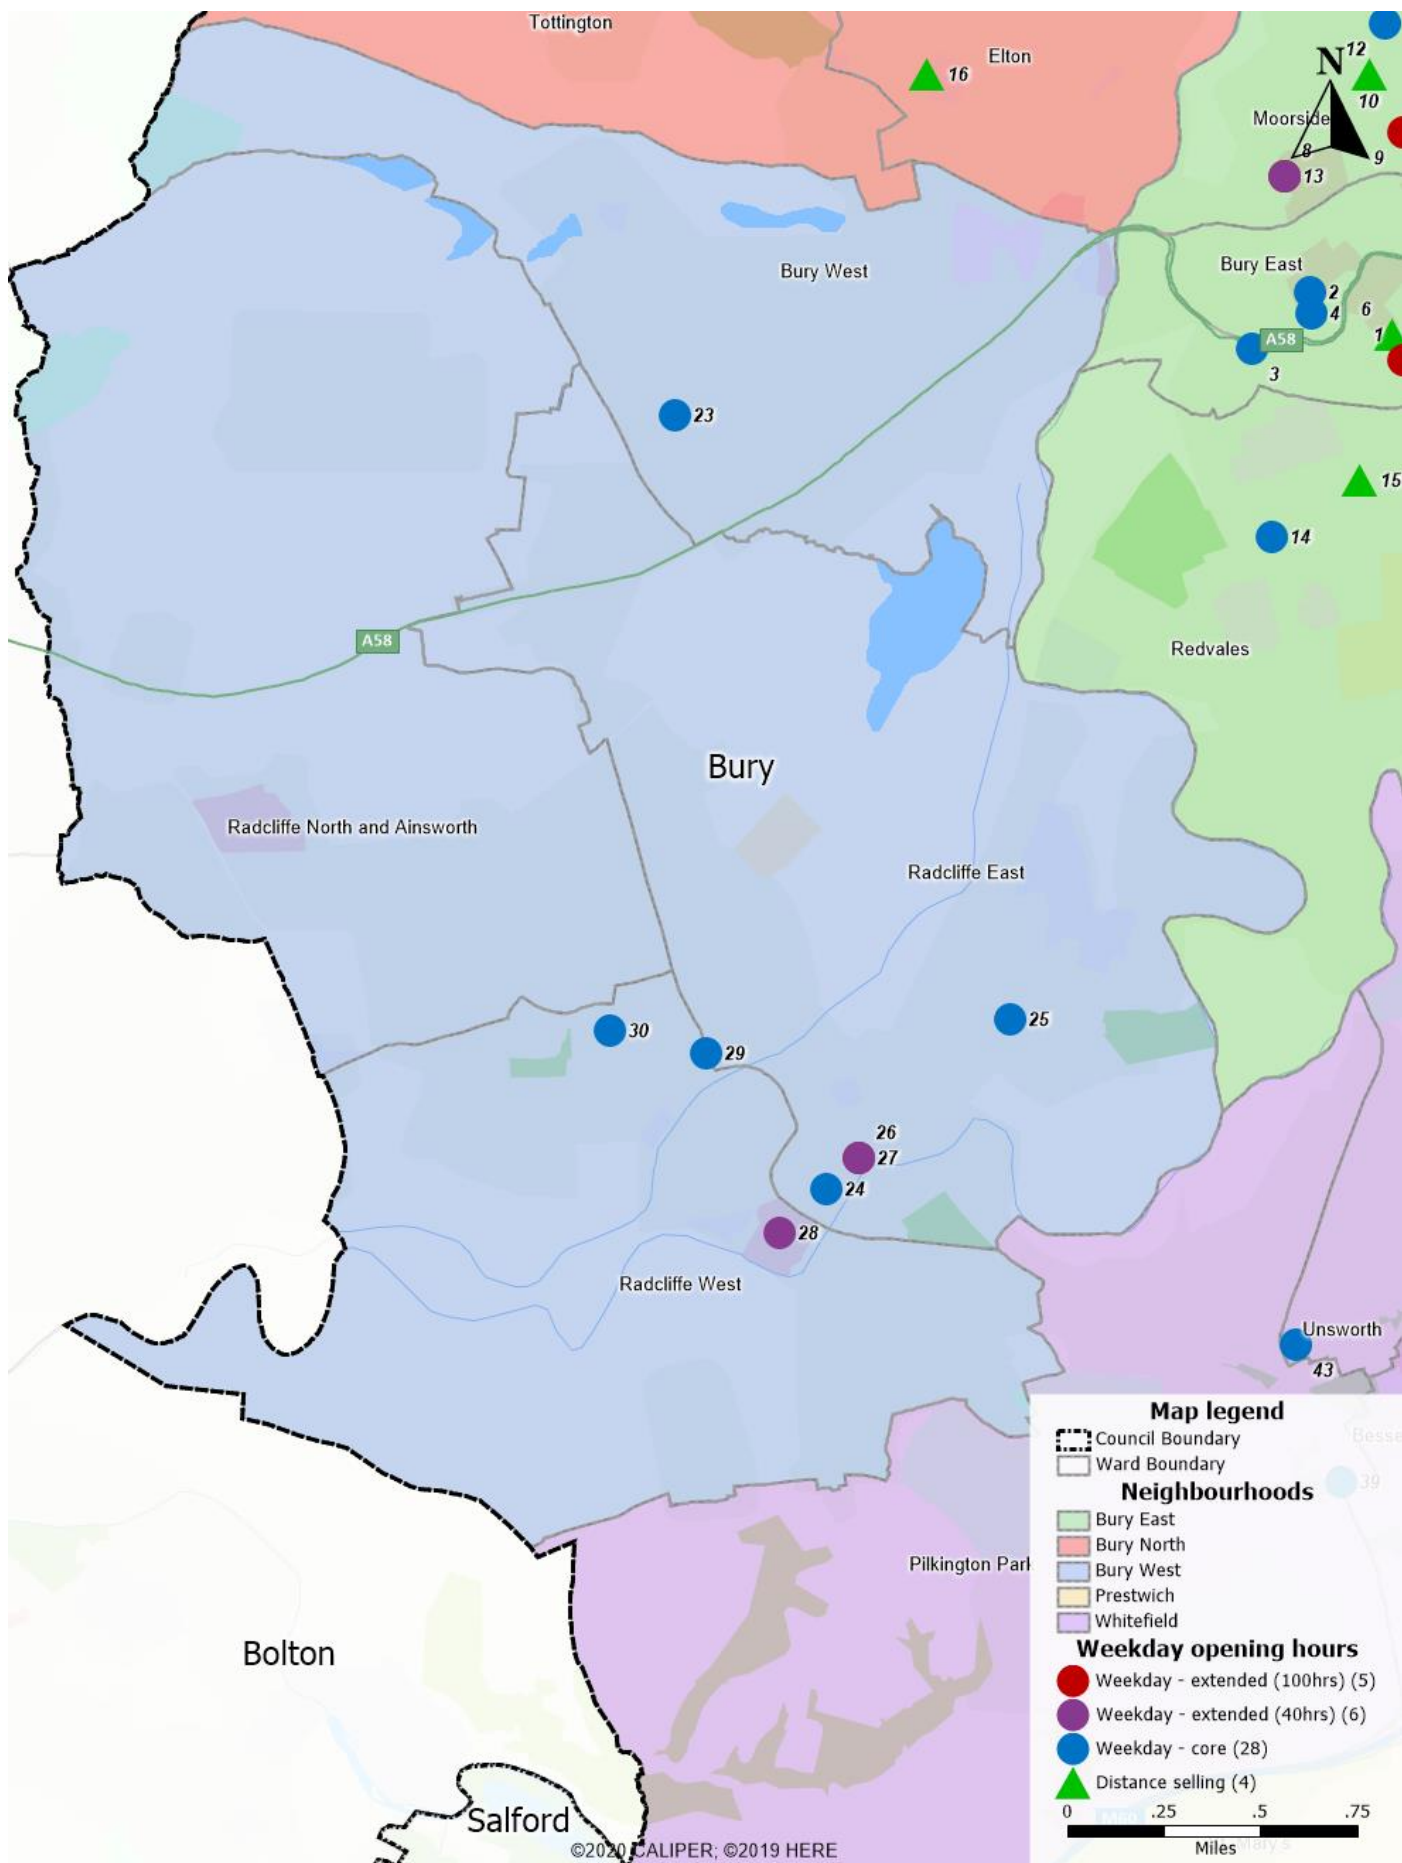 Tottington
Elton
16
12
N
10
Moorside
8
9
13
Bury West
Bury East
2
4
6
A58
1
3
23
15
14
A58
Redvales
Bury
Radcliffe North and Ainsworth
Radcliffe East
30
29
25
26
27
24
28
Radcliffe West
Unsworth
43
Map legend
Council Boundary
Ward Boundary
Besse
39
Neighbourhoods
Bury East
Bury North
Bury West
Prestwich
Whitefield
Pilkington Park
Weekday opening hours
Weekday - extended (100hrs) (5)
Weekday - extended (40hrs) (6)
Weekday - core (28)
Distance selling (4)
Bolton
Salford
0 .25 .5 .75
M60
Miles
Mary's
©2020 CALIPER; ©2019 HERE